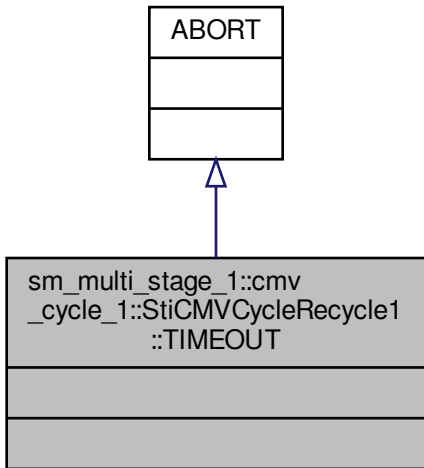 ABORT
sm_multi_stage_1::cmv
_cycle_1::StiCMVCycleRecycle1
::TIMEOUT